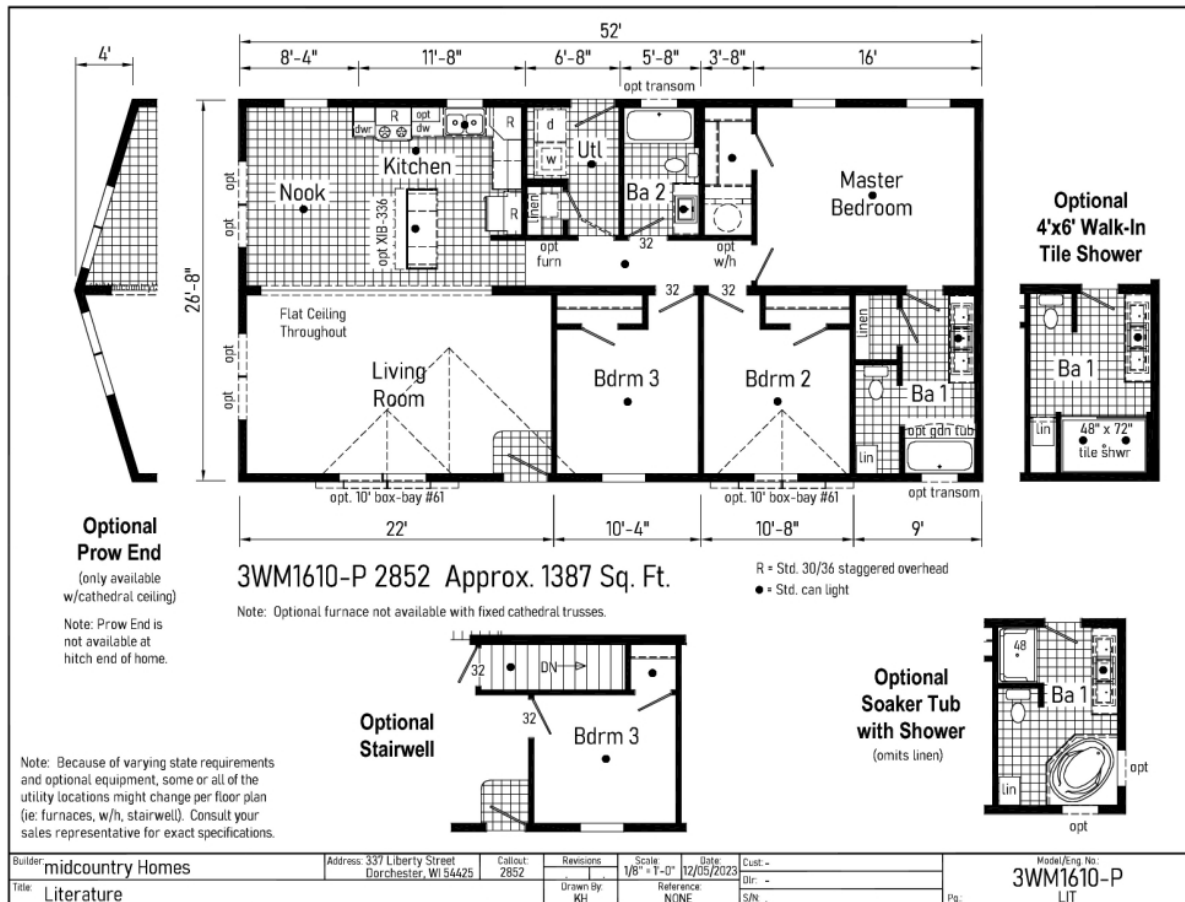 52'
4'
8'-4"
11'-8"
6'-8"
5'-8"
3'-8"
16'
opt transom
R
opt
dwr
dw
R
d
w
Utl
Kitchen
Nook
opt
opt
opt XIB-336
R
linen
Ba 2
Master
Bedroom
opt
furn
32
opt
w/h
26'-8"
Optional
4'x6' Walk-In
Tile Shower
Flat Ceiling
Throughout
32
32
linen
opt
opt
Living
Room
Bdrm 3
Bdrm 2
Ba 1
opt gdn tub
lin
opt. 10' box-bay #61
opt. 10' box-bay #61
opt transom
Ba 1
lin
48" x 72"
tile shwr
22'
10'-4"
10'-8"
9'
Optional
Prow End
(only available
w/cathedral ceiling)
Note: Prow End is
not available at
hitch end of home.
3WM1610-P 2852 Approx. 1387 Sq. Ft.
Note: Optional furnace not available with fixed cathedral trusses.
R = Std. 30/36 staggered overhead
● = Std. can light
Optional
Stairwell
32
DN
32
Bdrm 3
Optional
Soaker Tub
with Shower
(omits linen)
48
Ba 1
lin
opt
opt
Note: Because of varying state requirements
and optional equipment, some or all of the
utility locations might change per floor plan
(ie: furnaces, w/h, stairwell). Consult your
sales representative for exact specifications.
Builder: midcountry Homes
Address: 337 Liberty Street
Dorchester, WI 54425
Callout:
2852
Revisions
Scale:
1/8" = 1'-0"
Date:
12/05/2023
Cust: -
Dlr: -
S/N: .
Model/Eng. No.:
3WM1610-P
LIT
Pg.:
Title: Literature
Drawn By:
KH
Reference:
NONE